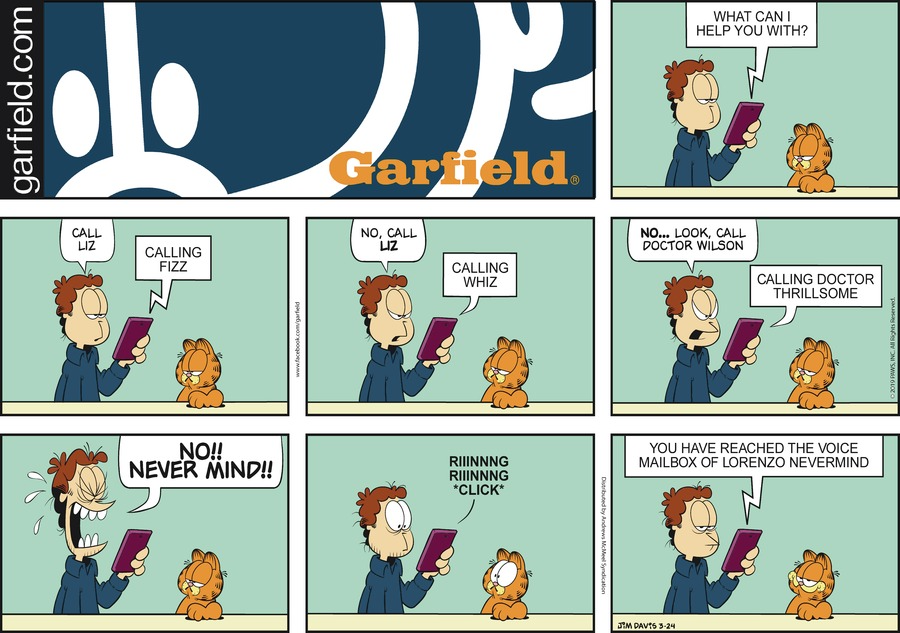 garfield.com
Garfield®
WHAT CAN I
HELP YOU WITH?
CALL
LIZ
CALLING
FIZZ
www.facebook.com/garfield
NO, CALL
LIZ
CALLING
WHIZ
NO... LOOK, CALL
DOCTOR WILSON
CALLING DOCTOR
THRILLSOME
© 2019 PAWS, INC. All Rights Reserved.
NO!!
NEVER MIND!!
RIIINNNG
RIIINNNG
*CLICK*
Distributed by Andrews McMeel Syndication
YOU HAVE REACHED THE VOICE
MAILBOX OF LORENZO NEVERMIND
JIM DAVIS 3-24